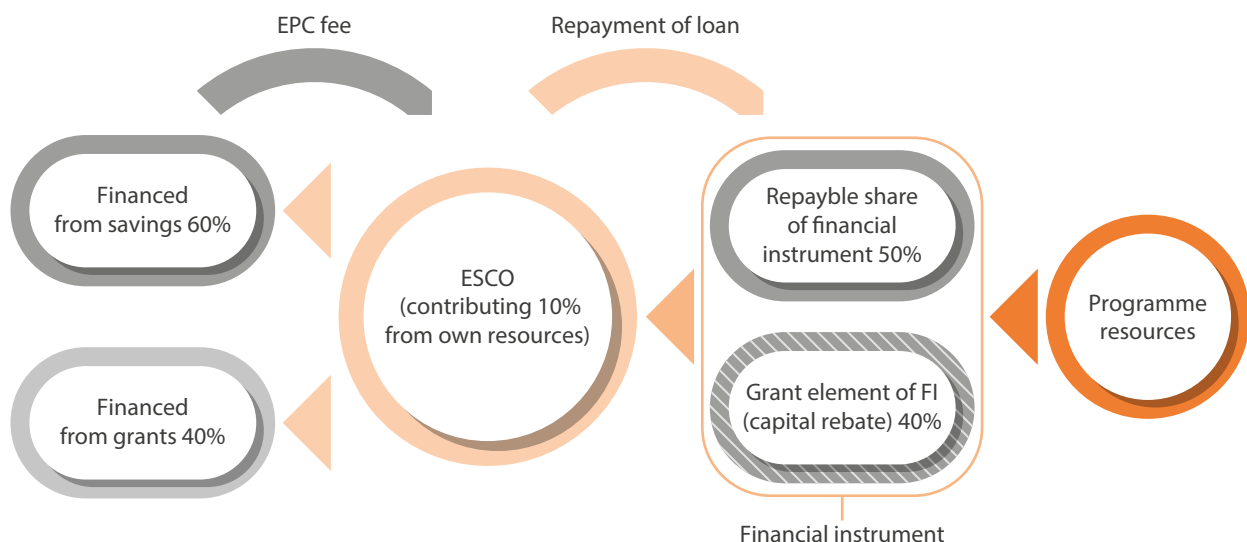 EPC fee
Repayment of loan
Financed
from savings 60%
Financed
from grants 40%
ESCO
(contributing 10%
from own resources)
Repayble share
of financial
instrument 50%
Grant element of FI
(capital rebate) 40%
Financial instrument
Programme
resources